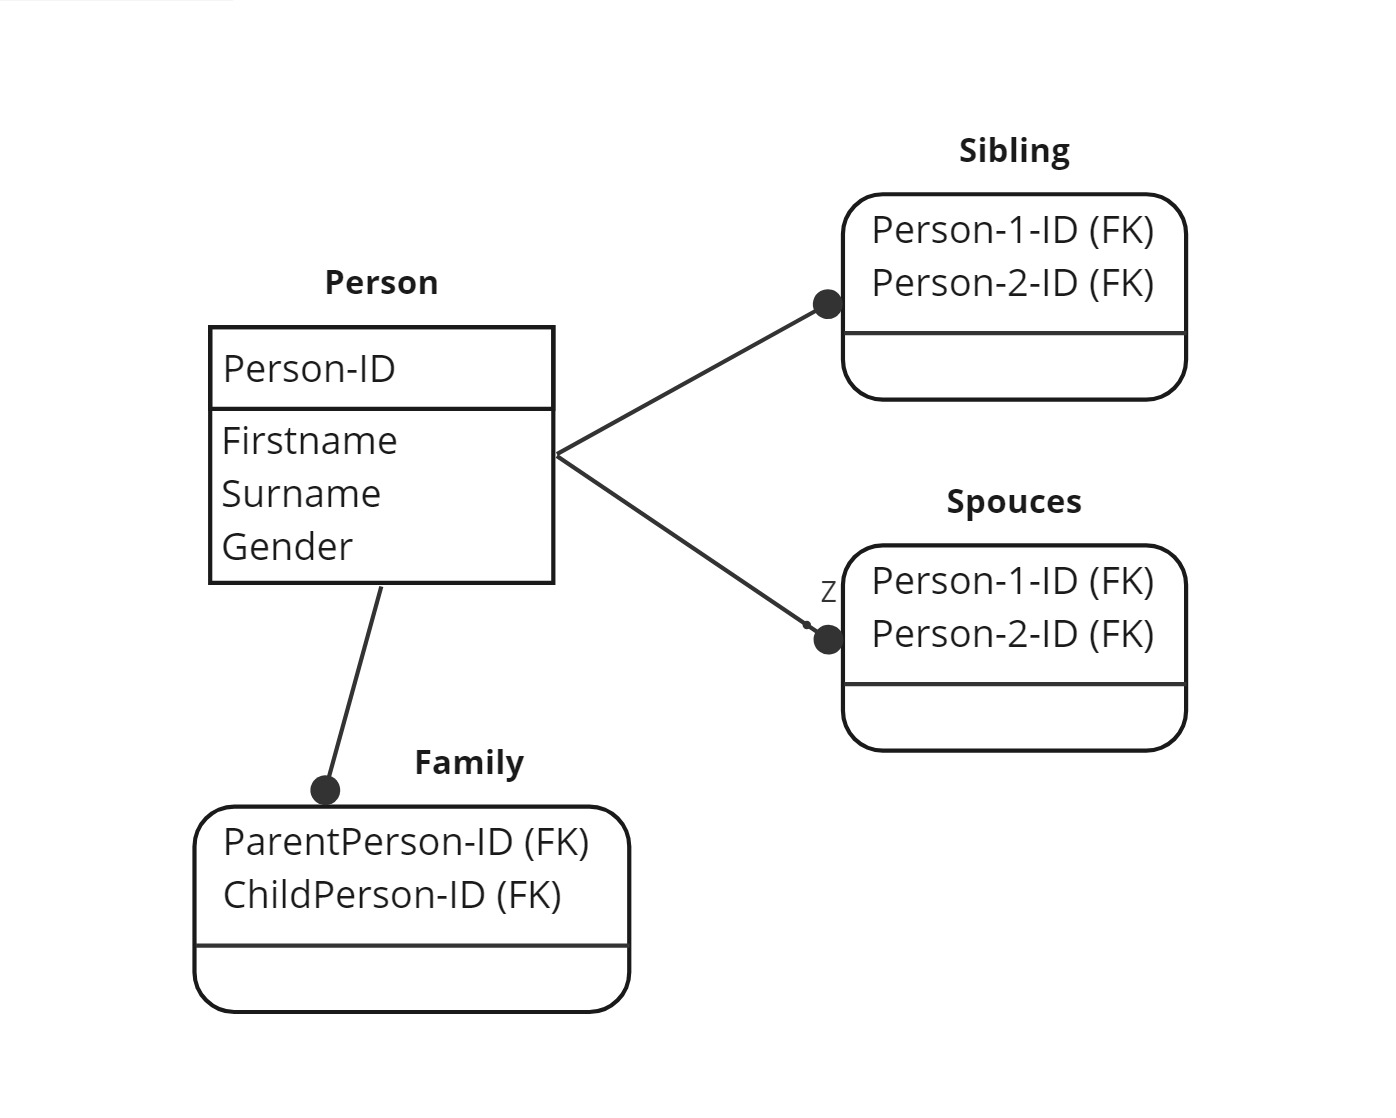 Sibling
Person-1-ID (FK)
Person-2-ID (FK)
Person
Person-ID
Firstname
Surname
Gender
Spouces
Z
Person-1-ID (FK)
Person-2-ID (FK)
Family
ParentPerson-ID (FK)
ChildPerson-ID (FK)